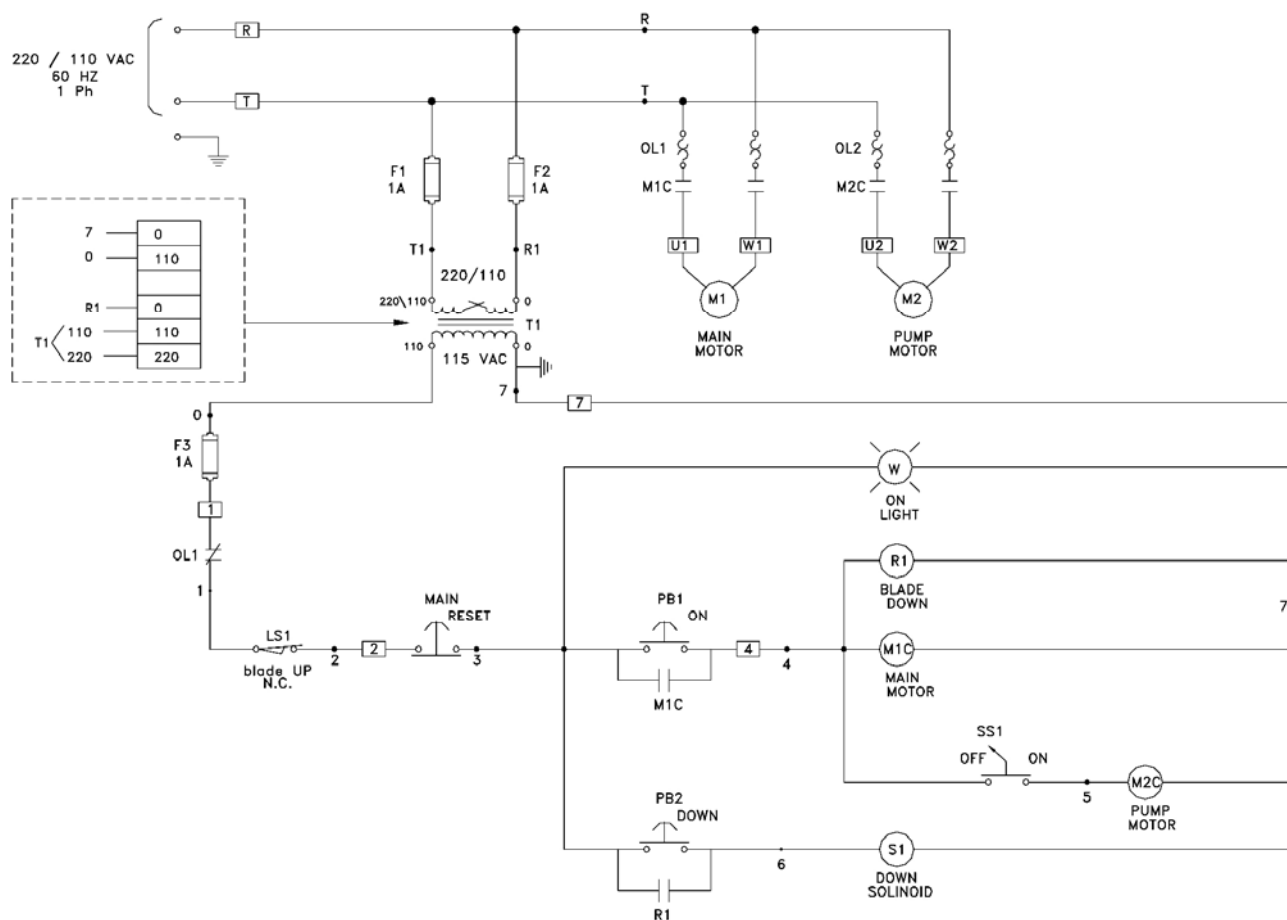 R
R
220 / 110 VAC
60 HZ
1 Ph
T
T
OL1
OL2
F1
1A
F2
1A
M1C
M2C
7
0
0
110
R1
0
T1
110
110
220
220
T1
R1
220/110
220\110
0
T1
110
115 VAC
0
U1
W1
U2
W2
M1
M2
MAIN
MOTOR
PUMP
MOTOR
7
7
0
F3
1A
1
OL1
1
W
ON
LIGHT
R1
BLADE
DOWN
7
MAIN
RESET
PB1
ON
LS1
blade UP
N.C.
2
2
3
4
4
M1C
M1C
MAIN
MOTOR
SS1
OFF
ON
5
M2C
PUMP
MOTOR
PB2
DOWN
6
S1
DOWN
SOLINOID
R1